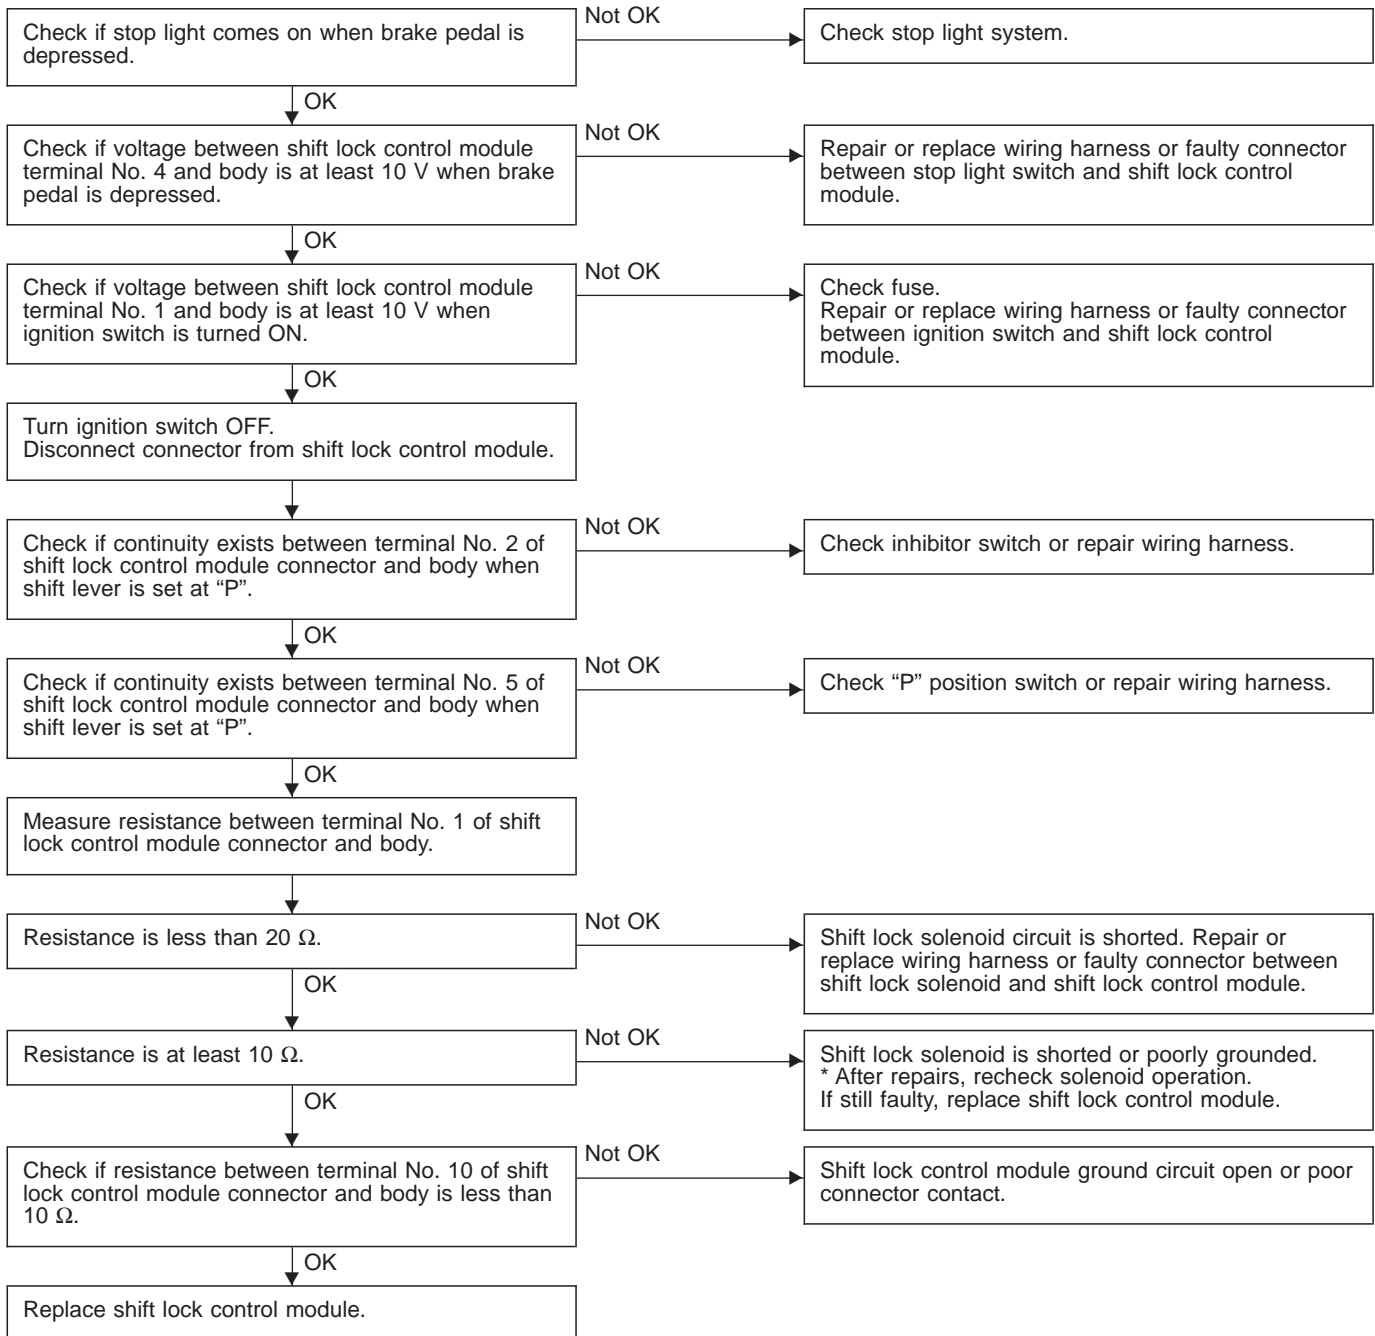 Check if stop light comes on when brake pedal is
depressed.
Not OK
Check stop light system.
OK
Check if voltage between shift lock control module
terminal No. 4 and body is at least 10 V when brake
pedal is depressed.
Not OK
Repair or replace wiring harness or faulty connector
between stop light switch and shift lock control
module.
OK
Check if voltage between shift lock control module
terminal No. 1 and body is at least 10 V when
ignition switch is turned ON.
Not OK
Check fuse.
Repair or replace wiring harness or faulty connector
between ignition switch and shift lock control
module.
OK
Turn ignition switch OFF.
Disconnect connector from shift lock control module.
Check if continuity exists between terminal No. 2 of
shift lock control module connector and body when
shift lever is set at “P”.
Not OK
Check inhibitor switch or repair wiring harness.
OK
Check if continuity exists between terminal No. 5 of
shift lock control module connector and body when
shift lever is set at “P”.
Not OK
Check “P” position switch or repair wiring harness.
OK
Measure resistance between terminal No. 1 of shift
lock control module connector and body.
Resistance is less than 20 Ω.
Not OK
Shift lock solenoid circuit is shorted. Repair or
replace wiring harness or faulty connector between
shift lock solenoid and shift lock control module.
OK
Resistance is at least 10 Ω.
Not OK
Shift lock solenoid is shorted or poorly grounded.
* After repairs, recheck solenoid operation.
If still faulty, replace shift lock control module.
OK
Check if resistance between terminal No. 10 of shift
lock control module connector and body is less than
10 Ω.
Not OK
Shift lock control module ground circuit open or poor
connector contact.
OK
Replace shift lock control module.